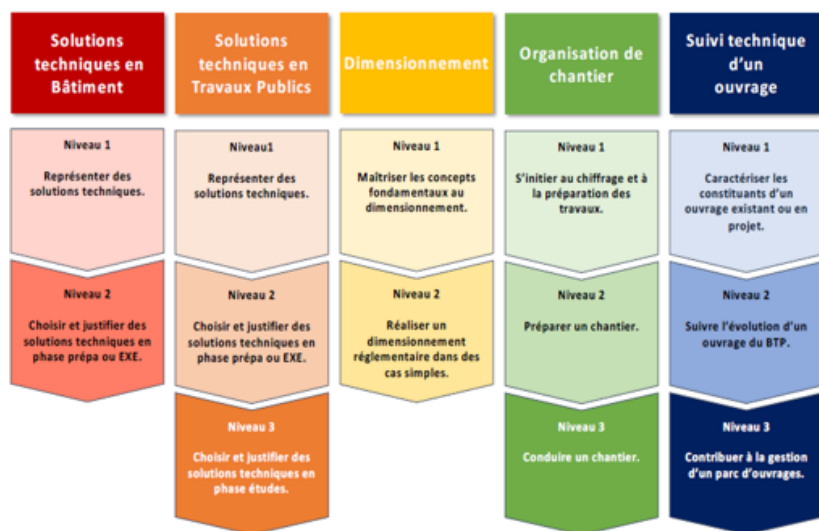 Solutions
techniques en
Bâtiment
Solutions
techniques en
Travaux Publics
Dimensionnement
Organisation de
chantier
Suivi technique
d'un
ouvrage
Niveau 1
Représenter des
solutions techniques.
Niveau1
Représenter des
solutions techniques.
Niveau 1
Maîtriser les concepts
fondamentaux au
dimensionnement.
Niveau 1
S'initier au chiffrage et à
la préparation des
travaux.
Niveau 1
Caractériser les
constituants d'un
ouvrage existant ou en
projet.
Niveau 2
Choisir et justifier des
solutions techniques en
phase prépa ou EXE.
Niveau 2
Choisir et justifier des
solutions techniques en
phase prépa ou EXE.
Niveau 2
Réaliser un
dimensionnement
réglementaire dans des
cas simples.
Niveau 2
Préparer un chantier.
Niveau 2
Suivre l'évolution d'un
ouvrage du BTP.
Niveau 3
Choisir et justifier des
solutions techniques en
phase études.
Niveau 3
Conduire un chantier.
Niveau 3
Contribuer à la gestion
d'un parc d'ouvrages.